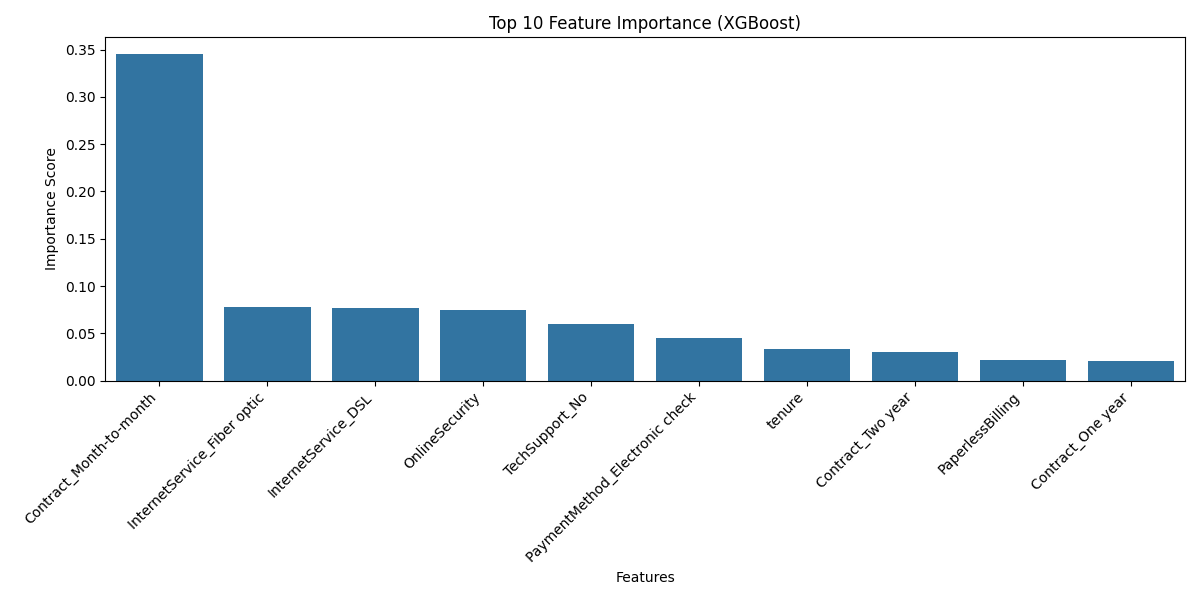 Top 10 Feature Importance (XGBoost)
Importance Score
0.35
0.30
0.25
0.20
0.15
0.10
0.05
0.00
Contract_Month-to-month
InternetService_Fiber optic
InternetService_DSL
OnlineSecurity
TechSupport_No
PaymentMethod_Electronic check
tenure
Contract_Two year
PaperlessBilling
Contract_One year
Features